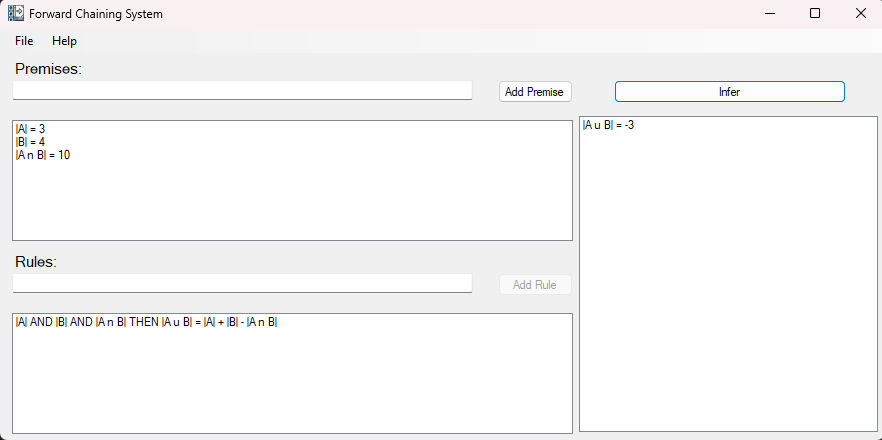 Forward Chaining System
File Help
Premises:
Add Premise
Infer
|A| = 3
|B| = 4
|A n B| = 10
|A u B| = -3
Rules:
Add Rule
|A| AND |B| AND |A n B| THEN |A u B| = |A| + |B| - |A n B|